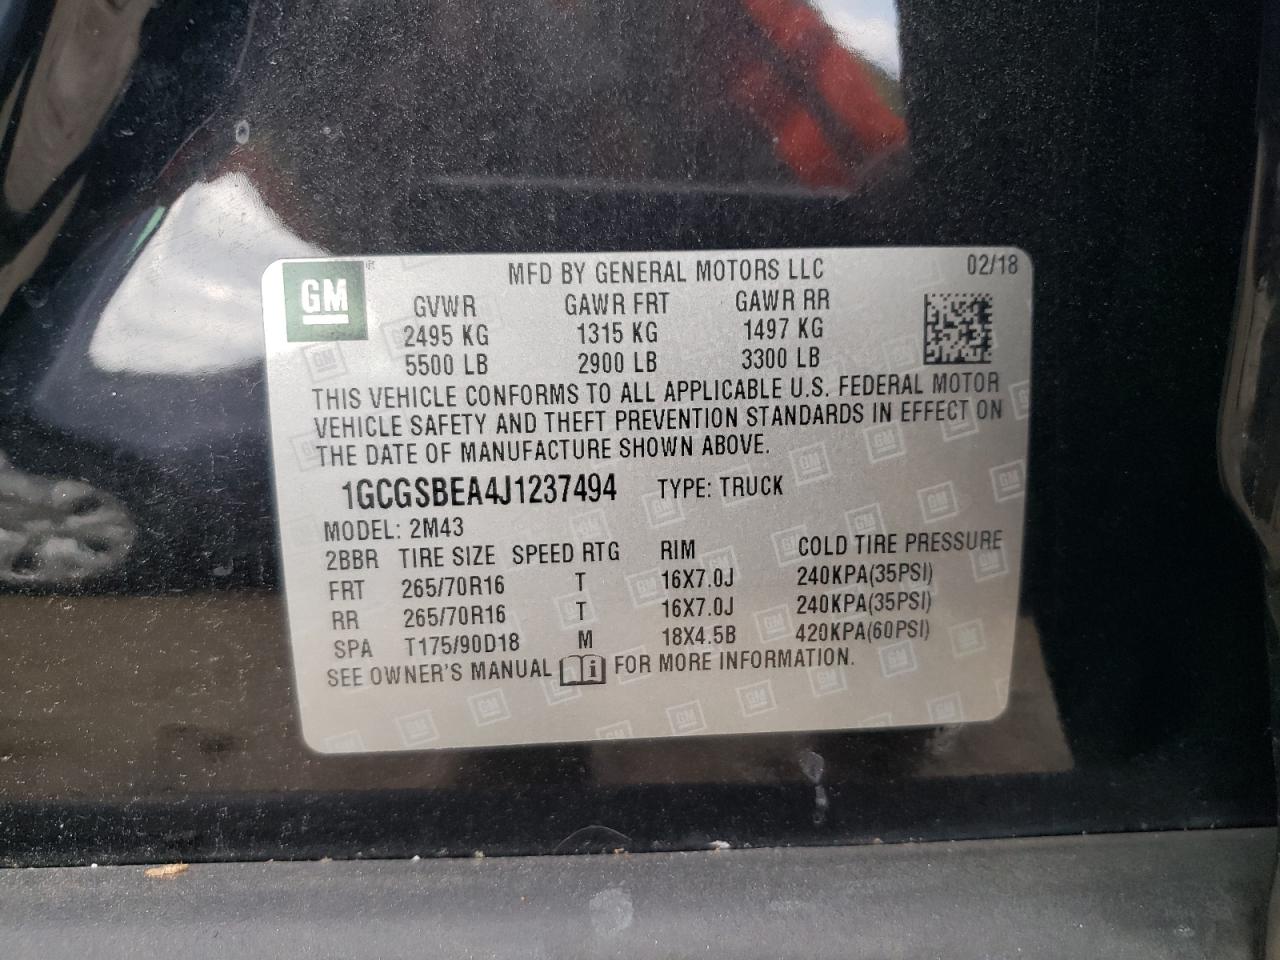 GM
MFD BY GENERAL MOTORS LLC 02/18
GVWR GAWR FRT GAWR RR
2495 KG 1315 KG 1497 KG
5500 LB 2900 LB 3300 LB
THIS VEHICLE CONFORMS TO ALL APPLICABLE U.S. FEDERAL MOTOR
VEHICLE SAFETY AND THEFT PREVENTION STANDARDS IN EFFECT ON
THE DATE OF MANUFACTURE SHOWN ABOVE.
1GCGSBEA4J1237494 TYPE: TRUCK
MODEL: 2M43
2BBR TIRE SIZE SPEED RTG RIM COLD TIRE PRESSURE
FRT 265/70R16 T 16X7.0J 240KPA(35PSI)
RR 265/70R16 T 16X7.0J 240KPA(35PSI)
SPA T175/90D18 M 18X4.5B 420KPA(60PSI)
SEE OWNER'S MANUAL i FOR MORE INFORMATION.